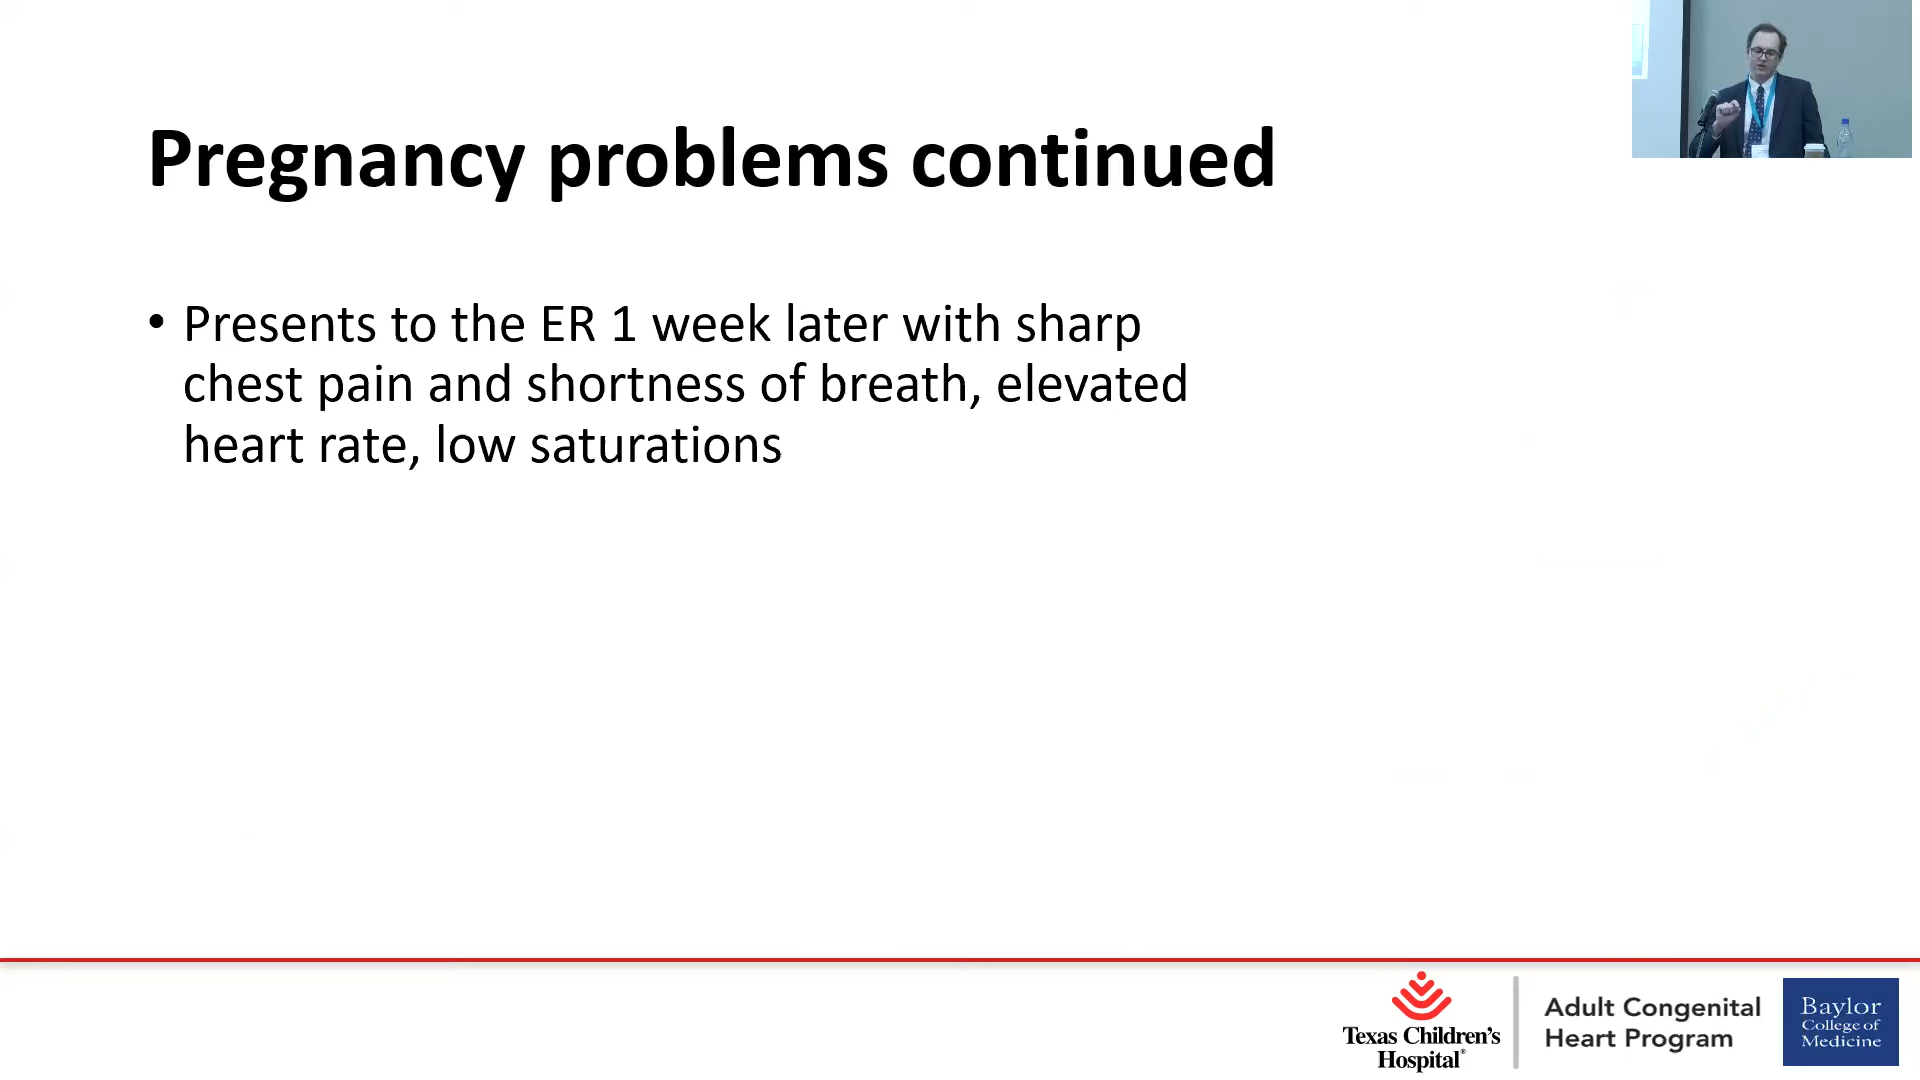 Pregnancy problems continued
• Presents to the ER 1 week later with sharp
chest pain and shortness of breath, elevated
heart rate, low saturations
Texas Children's
Hospital®
Adult Congenital
Heart Program
Baylor
College of
Medicine